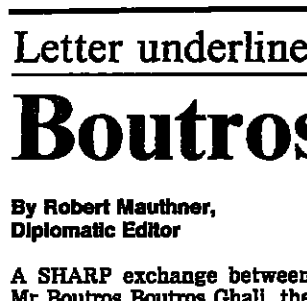 Letter underline
Boutros
By Robert Mauthner,
Diplomatic Editor
A SHARP exchange between
Mr Boutros Boutros Ghali, the